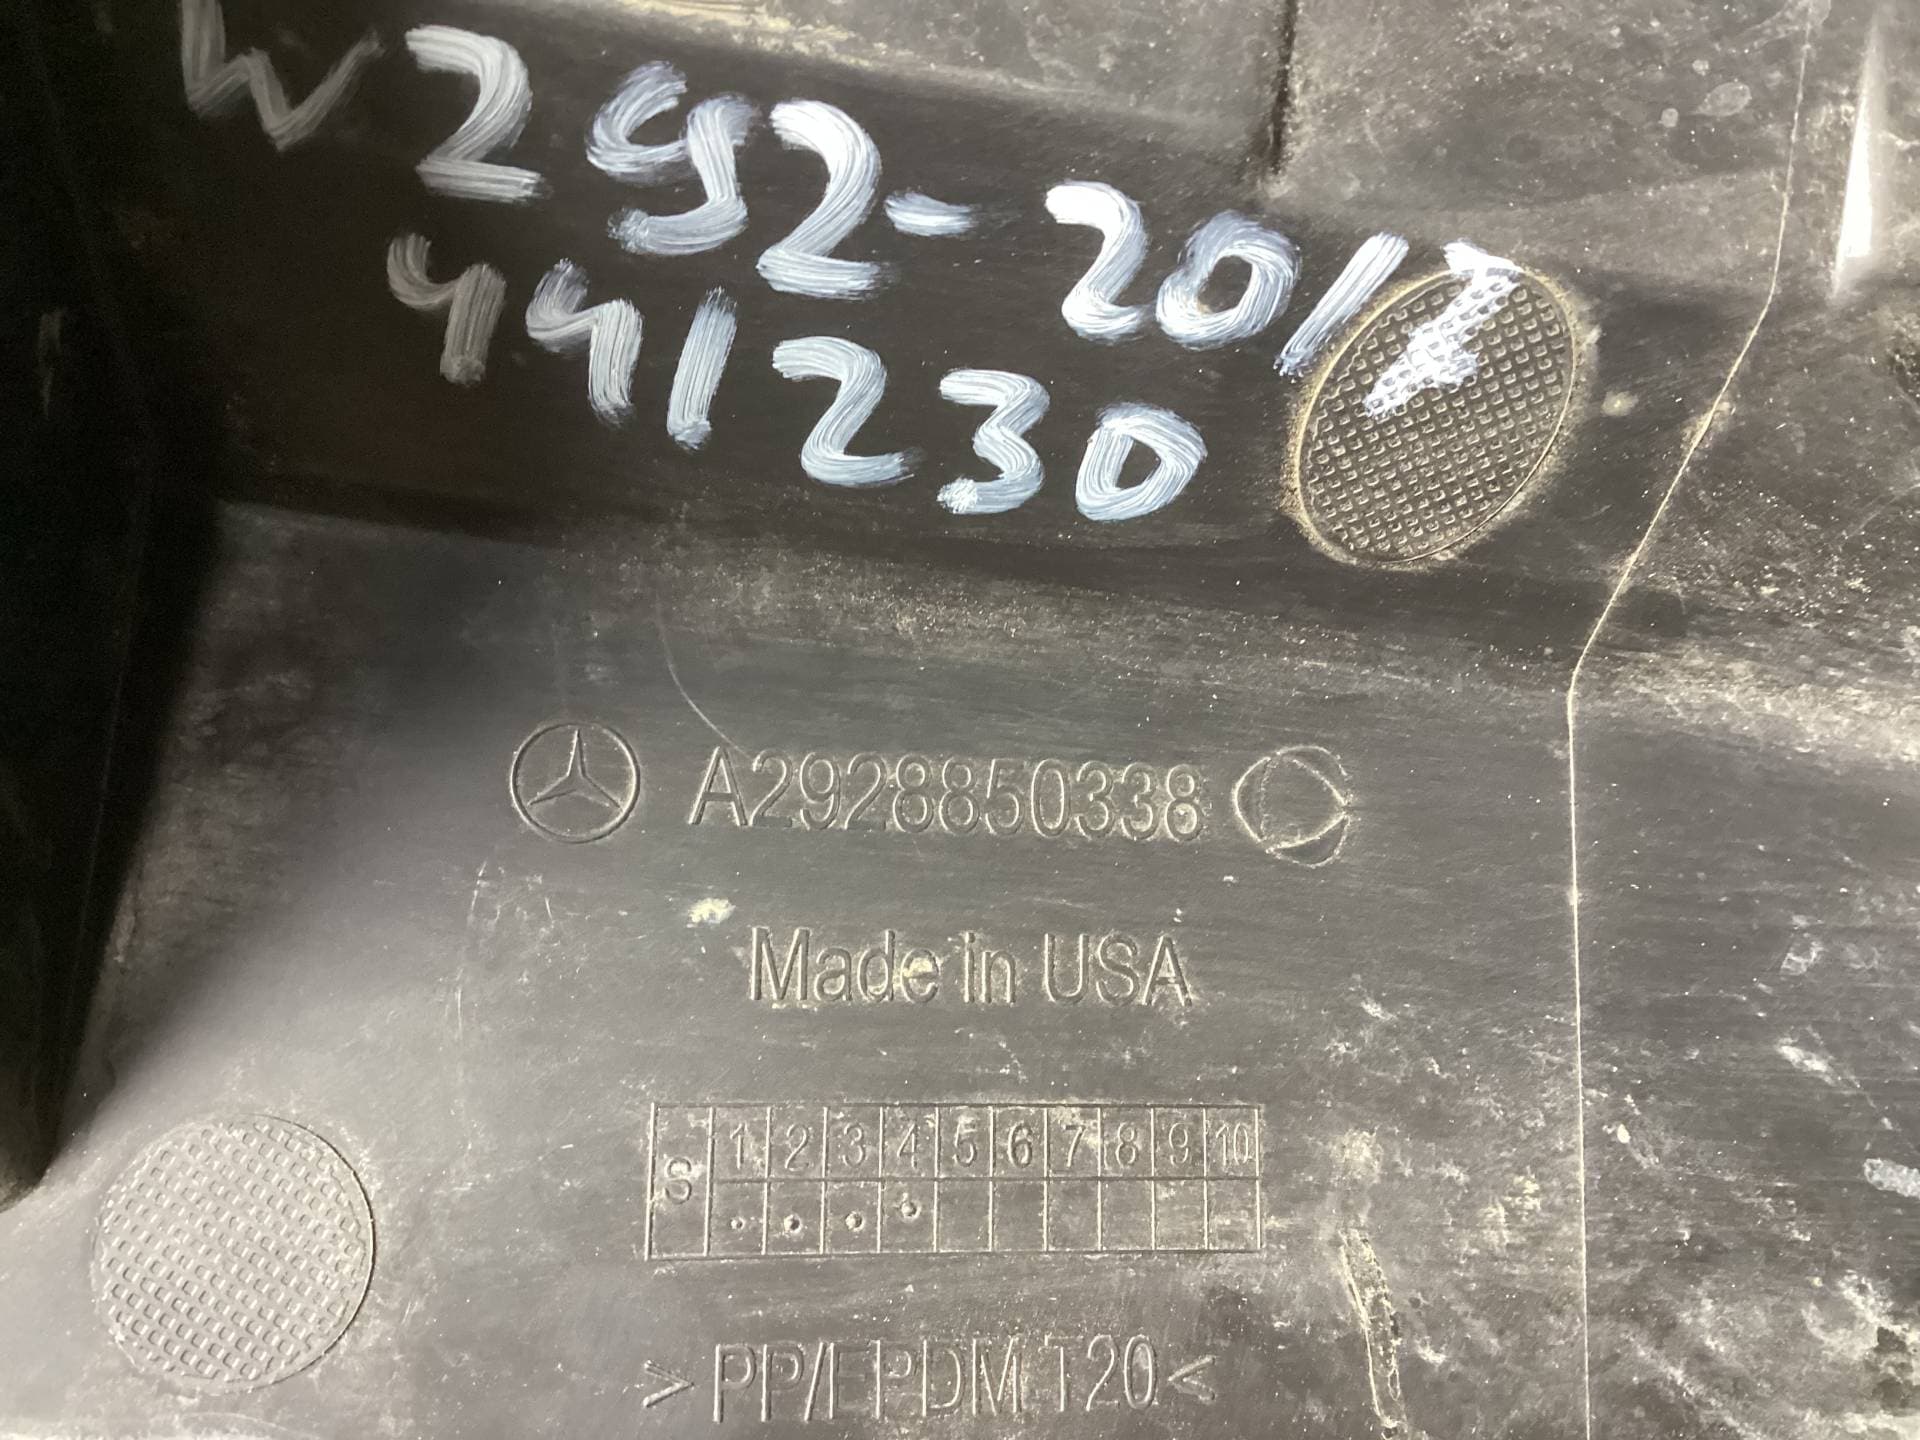 W292-2017
441230
A2928850338
Made in USA
S 1 2 3 4 5 6 7 8 9 10
>PP/EPDM T20<